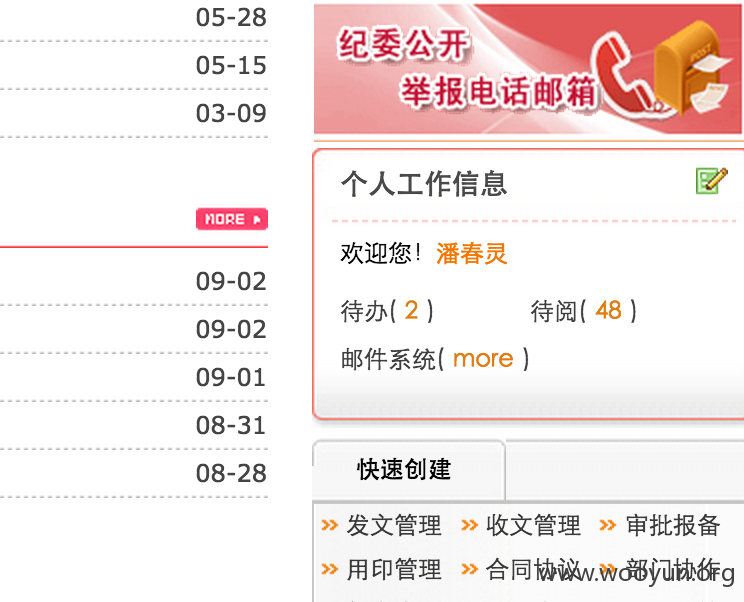 05-28
05-15
03-09
MORE
09-02
09-02
09-01
08-31
08-28
纪委公开
举报电话邮箱
POST
个人工作信息
欢迎您！潘春灵
待办( 2 ) 待阅( 48 )
邮件系统( more )
快速创建
发文管理 收文管理 审批报备
用印管理 合同协议 部门协作
www.wooyun.org